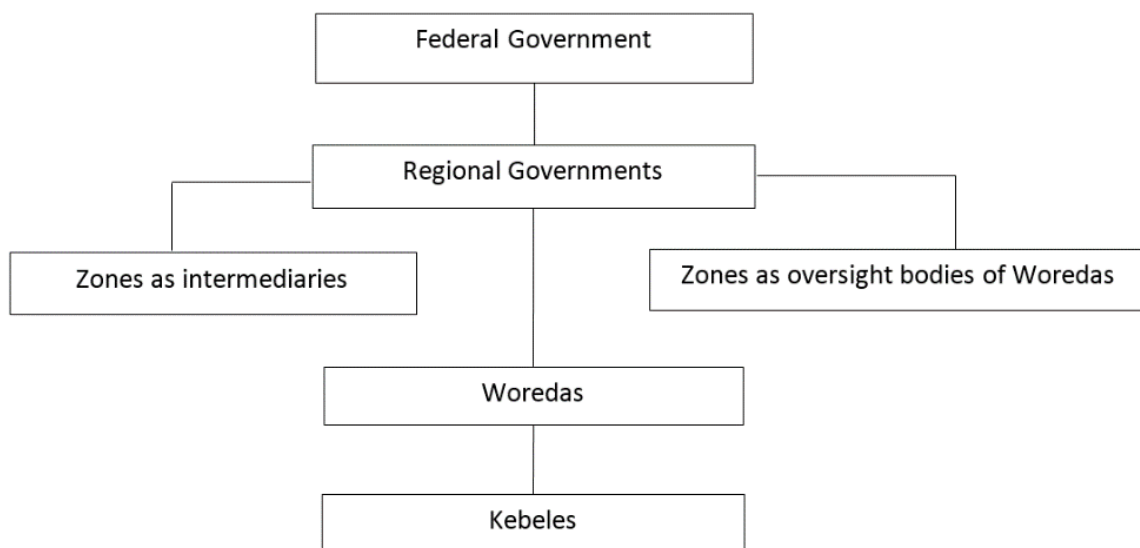 Federal Government
Regional Governments
Zones as intermediaries
Zones as oversight bodies of Woredas
Woredas
Kebeles